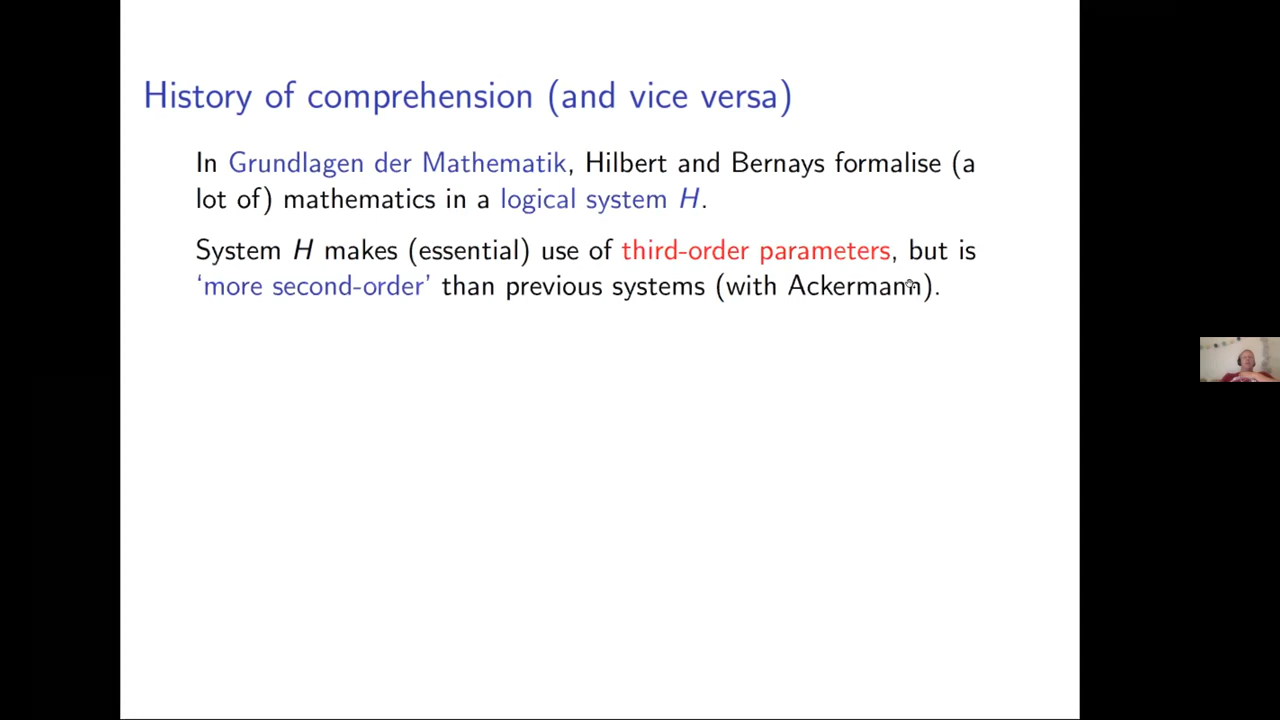 History of comprehension (and vice versa)
In Grundlagen der Mathematik, Hilbert and Bernays formalise (a
lot of) mathematics in a logical system H.
System H makes (essential) use of third-order parameters, but is
‘more second-order’ than previous systems (with Ackermann).